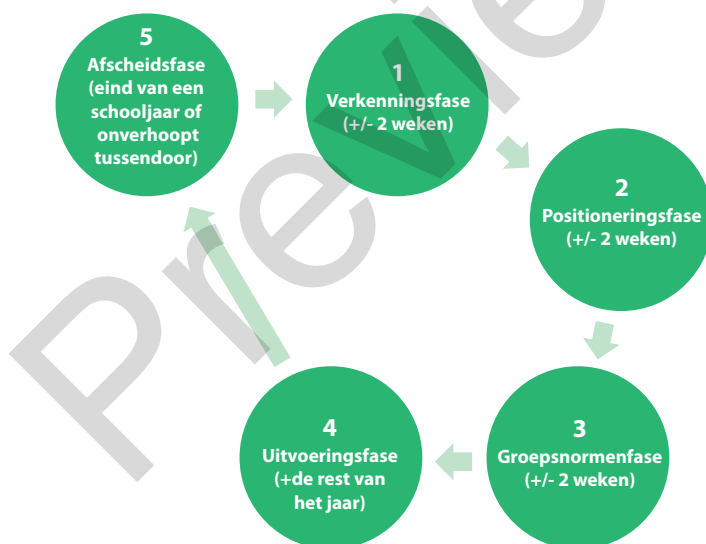 1
Verkenningsfase
(+/- 2 weken)
2
Positioneringsfase
(+/- 2 weken)
3
Groepsnormenfase
(+/- 2 weken)
4
Uitvoeringsfase
(+de rest van
het jaar)
5
Afscheidsfase
(eind van een
schooljaar of
onverhoopt
tussendoor)
Previe